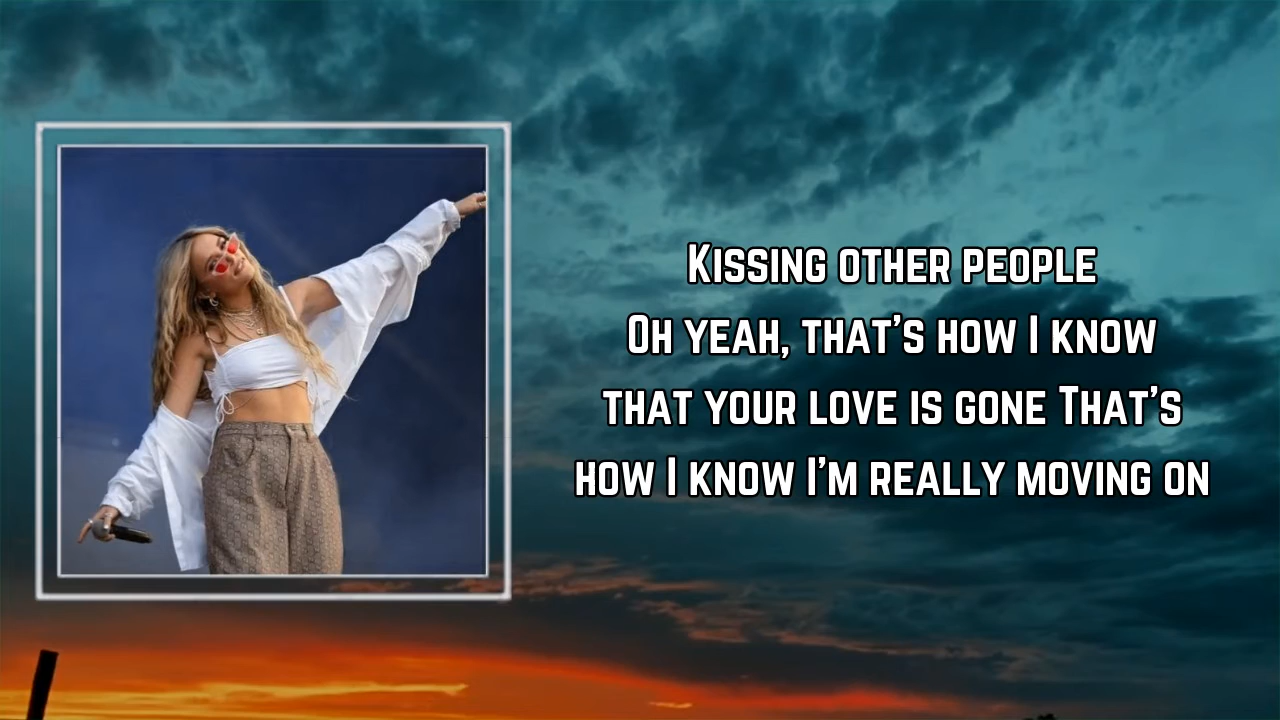 Kissing other people
Oh yeah, that's how I know
that your love is gone That's
how I know I'm really moving on